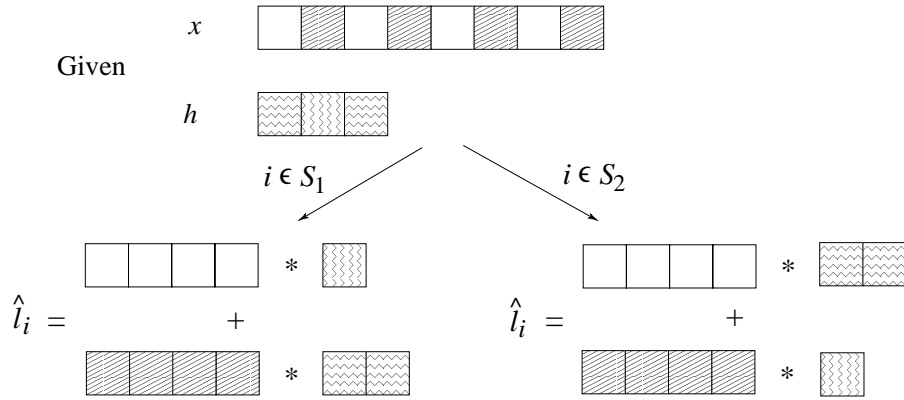 x
Given
h
i ϵ S₁
i ϵ S₂
*
*
l̂ᵢ =
+
l̂ᵢ =
+
*
*